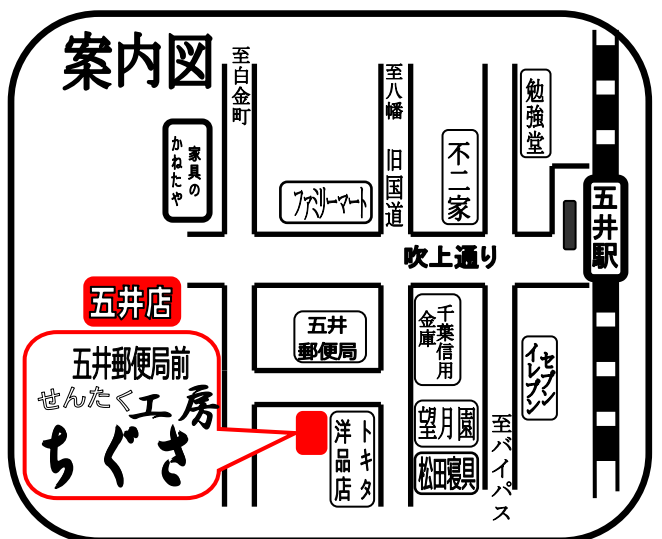 案内図
至白金町
至八幡 旧国道
勉強堂
家具の
かねたや
ファミリーマート
不二家
五井駅
吹上通り
五井店
五井
郵便局
千葉信用
金庫
セブン
イレブン
五井郵便局前
せんたく工房
ちぐさ
トキタ
洋品店
望月園
松田寝具
至バイパス